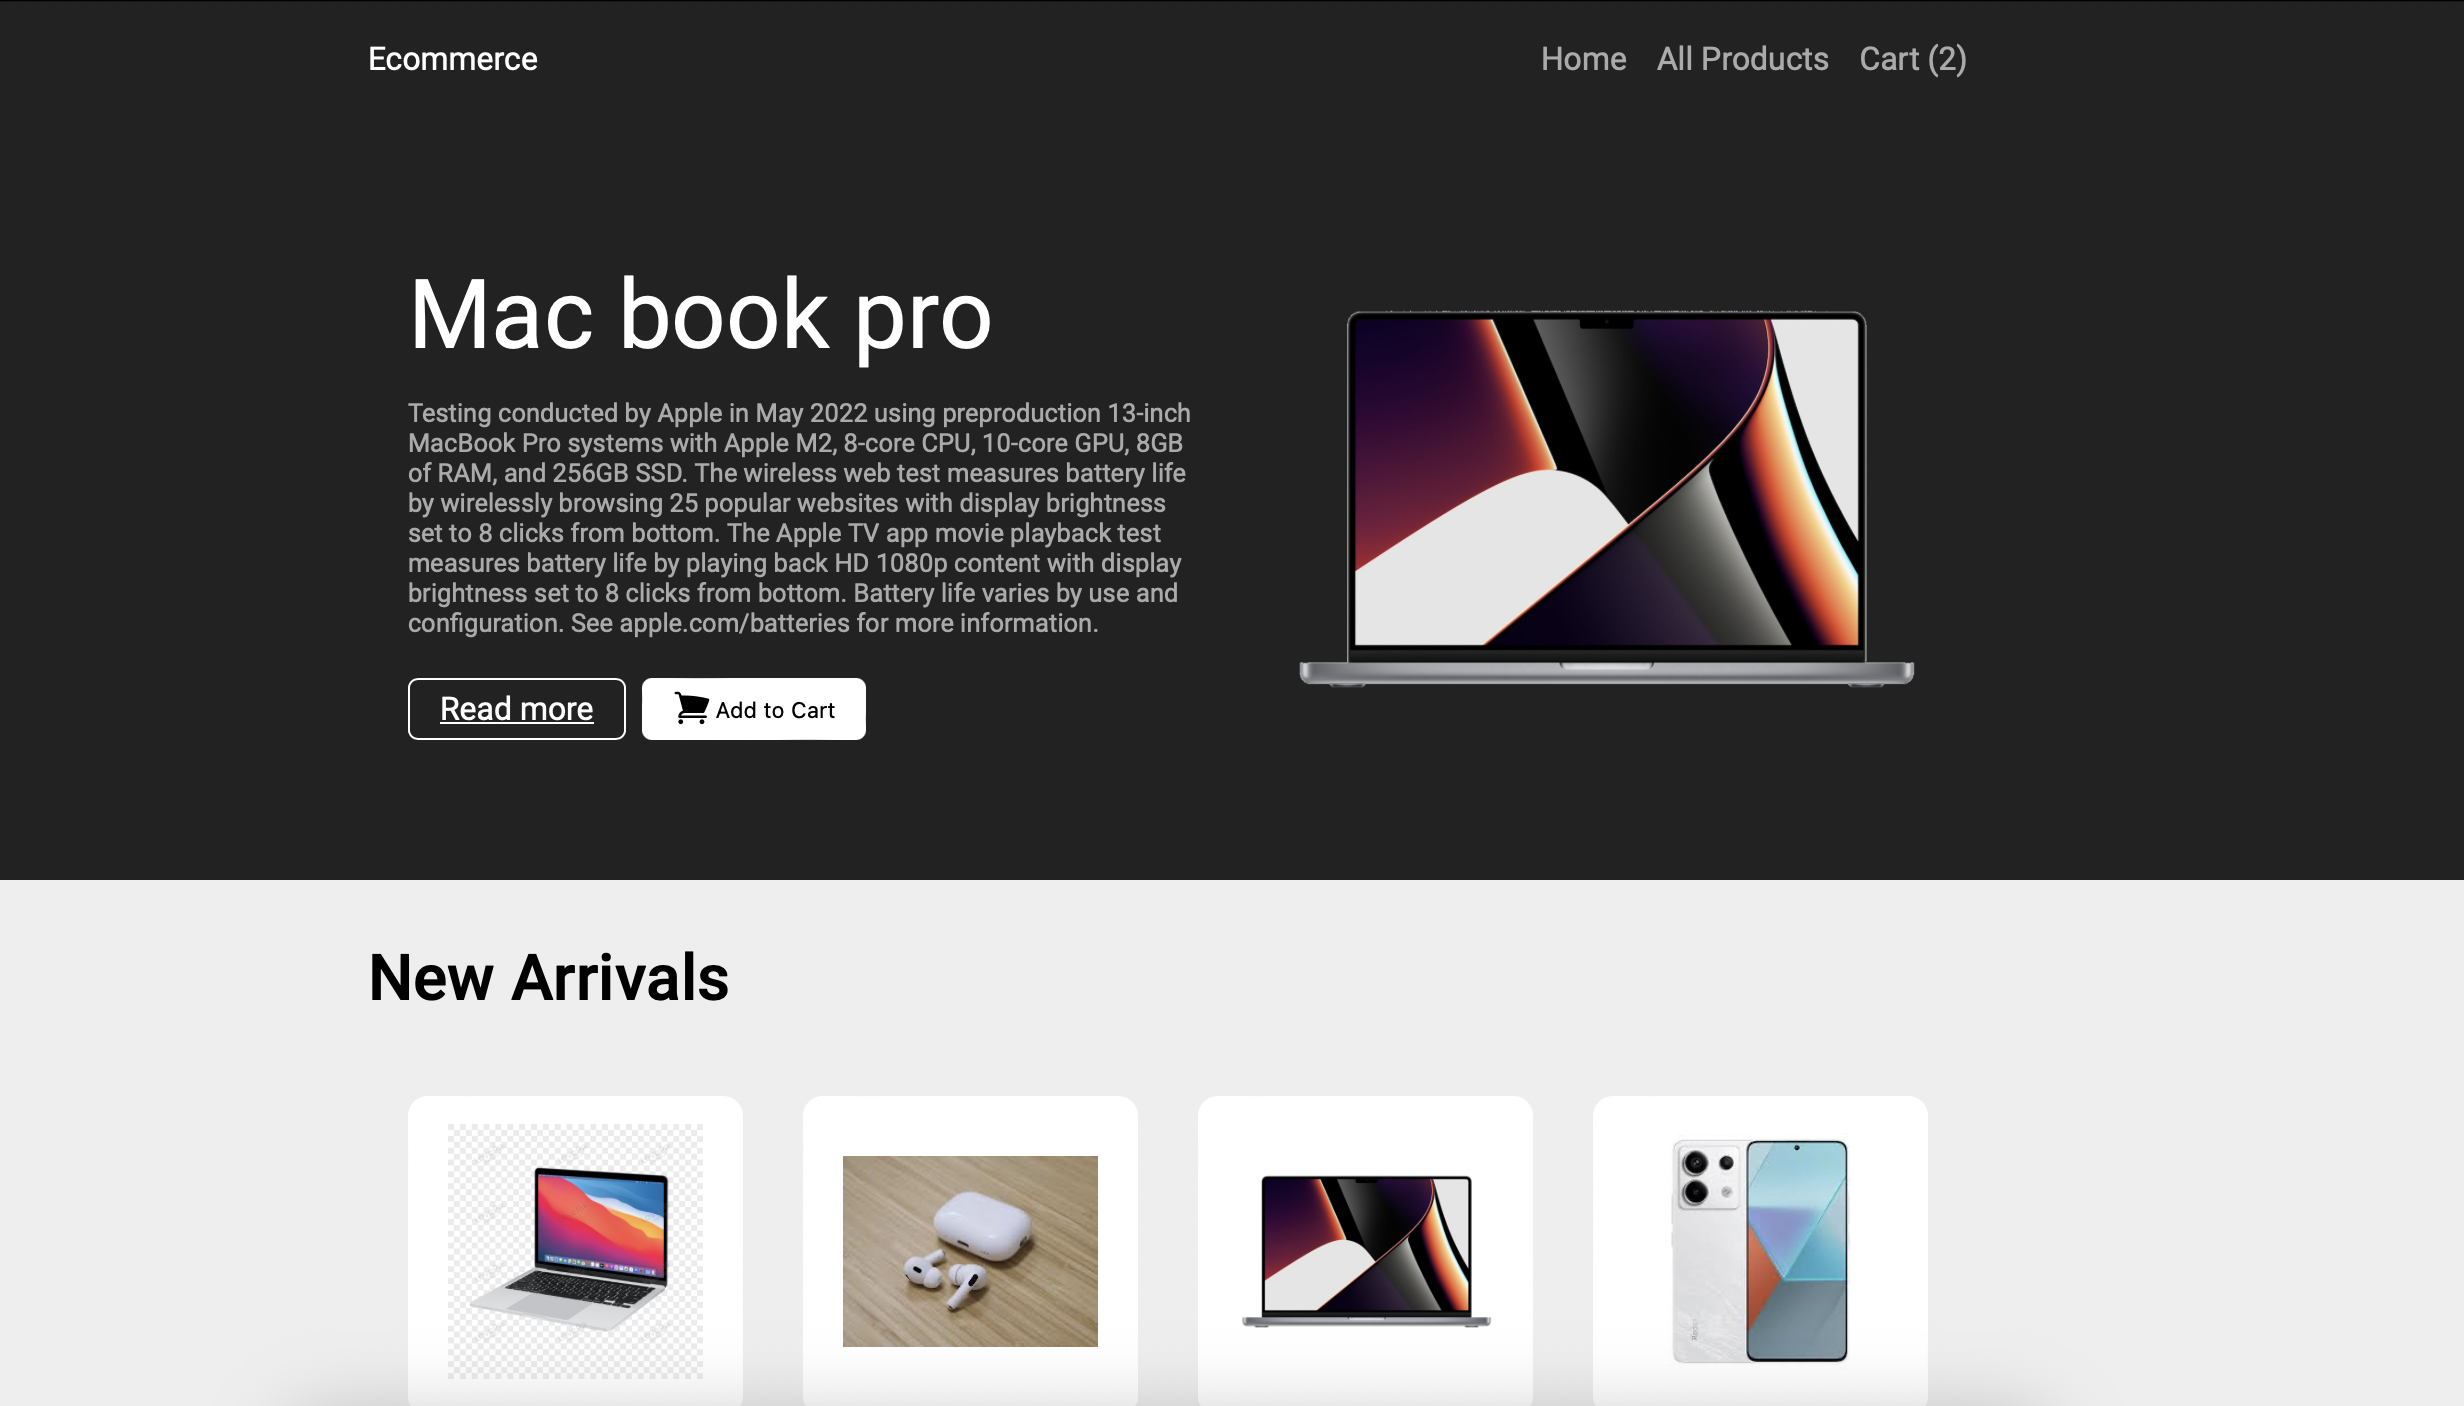 Ecommerce
Home All Products Cart (2)
Mac book pro
Testing conducted by Apple in May 2022 using preproduction 13-inch
MacBook Pro systems with Apple M2, 8-core CPU, 10-core GPU, 8GB
of RAM, and 256GB SSD. The wireless web test measures battery life
by wirelessly browsing 25 popular websites with display brightness
set to 8 clicks from bottom. The Apple TV app movie playback test
measures battery life by playing back HD 1080p content with display
brightness set to 8 clicks from bottom. Battery life varies by use and
configuration. See apple.com/batteries for more information.
Read more
Add to Cart
New Arrivals
Redmi